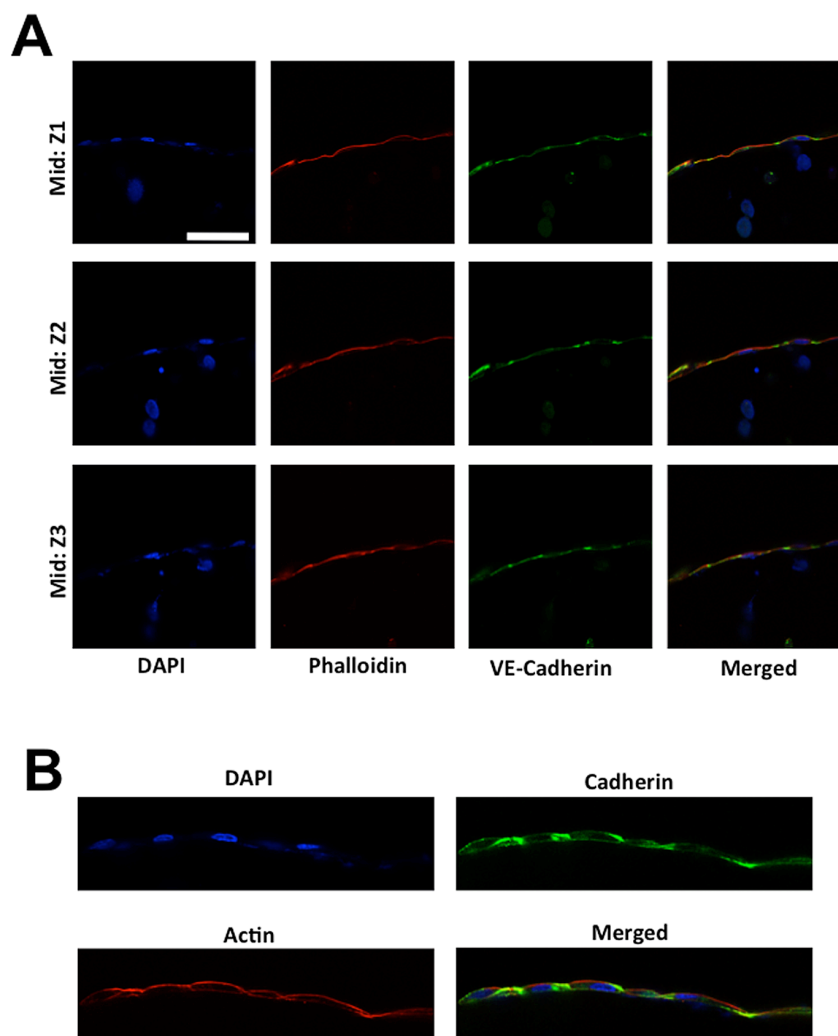 A
Mid: Z1
Mid: Z2
Mid: Z3
DAPI Phalloidin VE-Cadherin Merged
B
DAPI Cadherin
Actin Merged